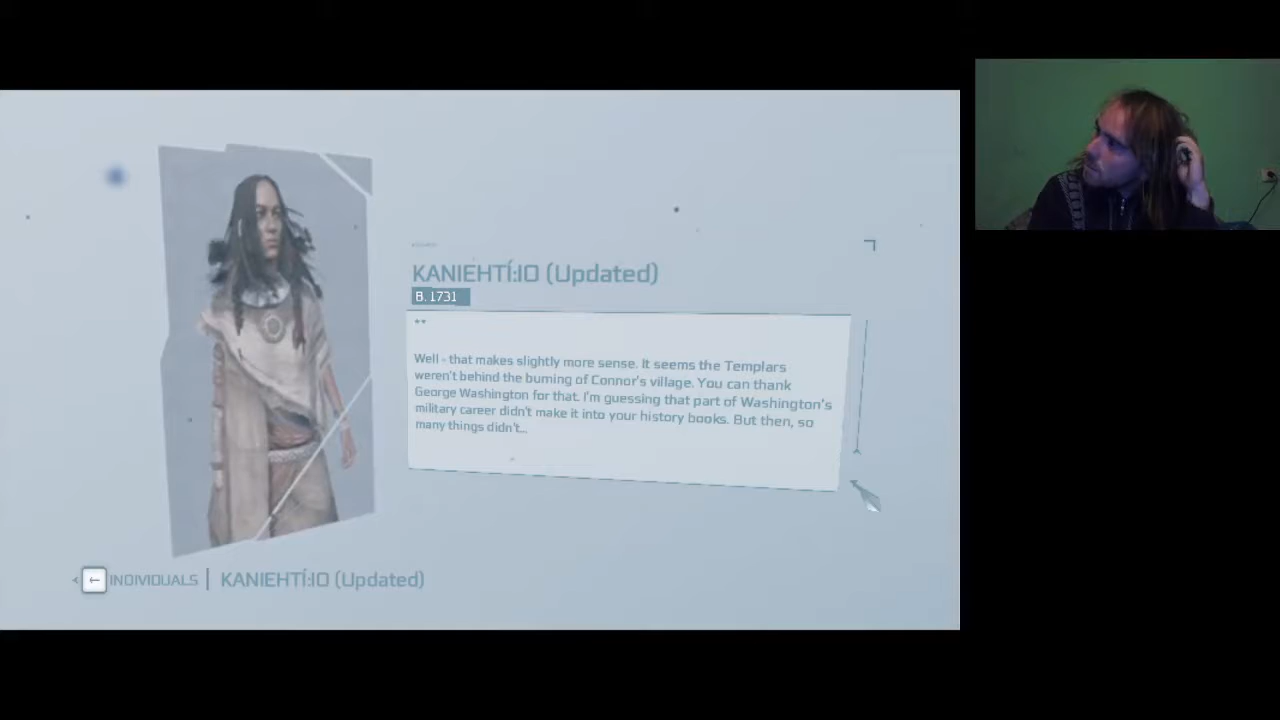 KANIEHTÍ:IO (Updated)
B. 1731
Well - that makes slightly more sense. It seems the Templars
weren't behind the burning of Connor's village. You can thank
George Washington for that. I'm guessing that part of Washington's
military career didn't make it into your history books. But then, so
many things didn't...
INDIVIDUALS | KANIEHTÍ:IO (Updated)